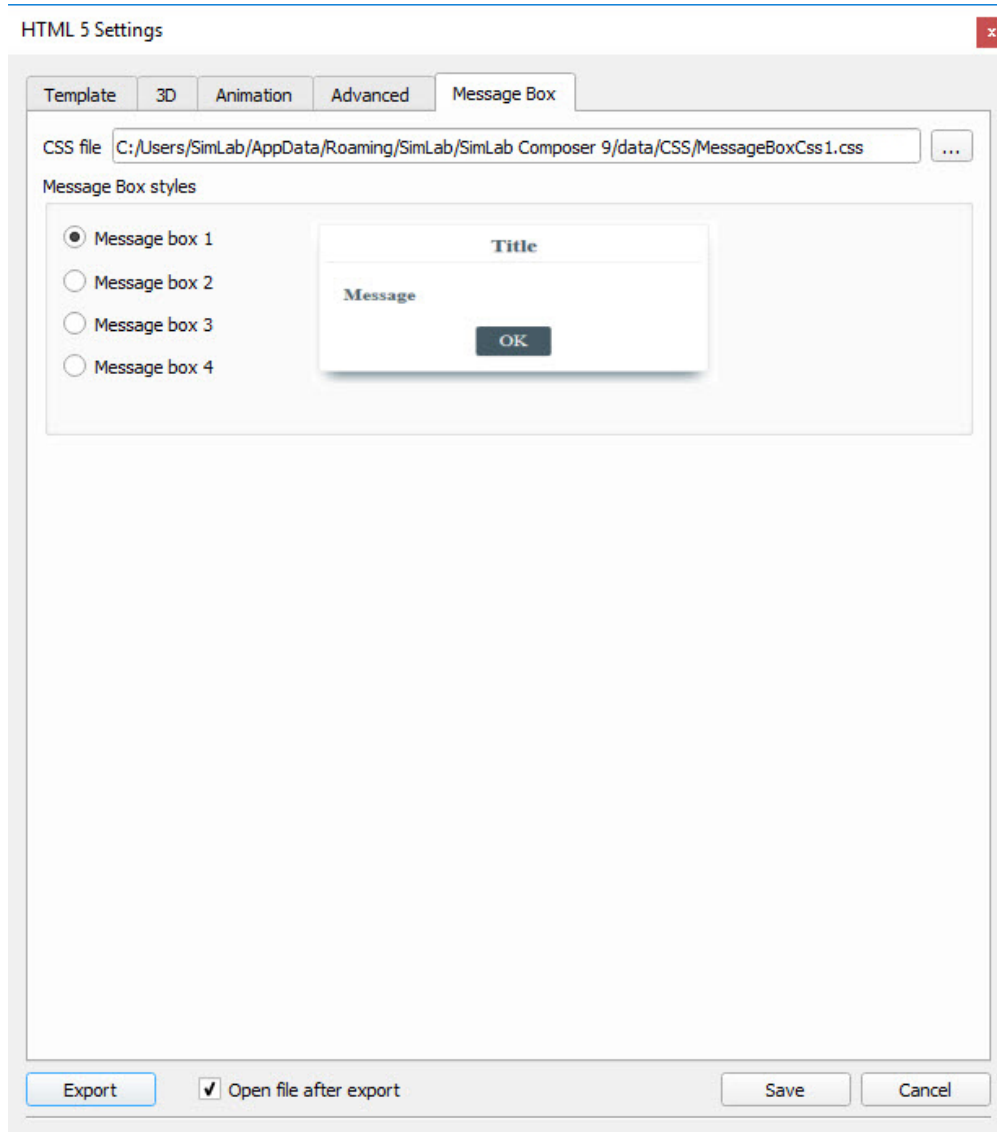 HTML 5 Settings
x
Template 3D Animation Advanced Message Box
CSS file C:/Users/SimLab/AppData/Roaming/SimLab/SimLab Composer 9/data/CSS/MessageBoxCss1.css ...
Message Box styles
Message box 1
Message box 2
Message box 3
Message box 4
Title
Message
OK
Export Open file after export Save Cancel